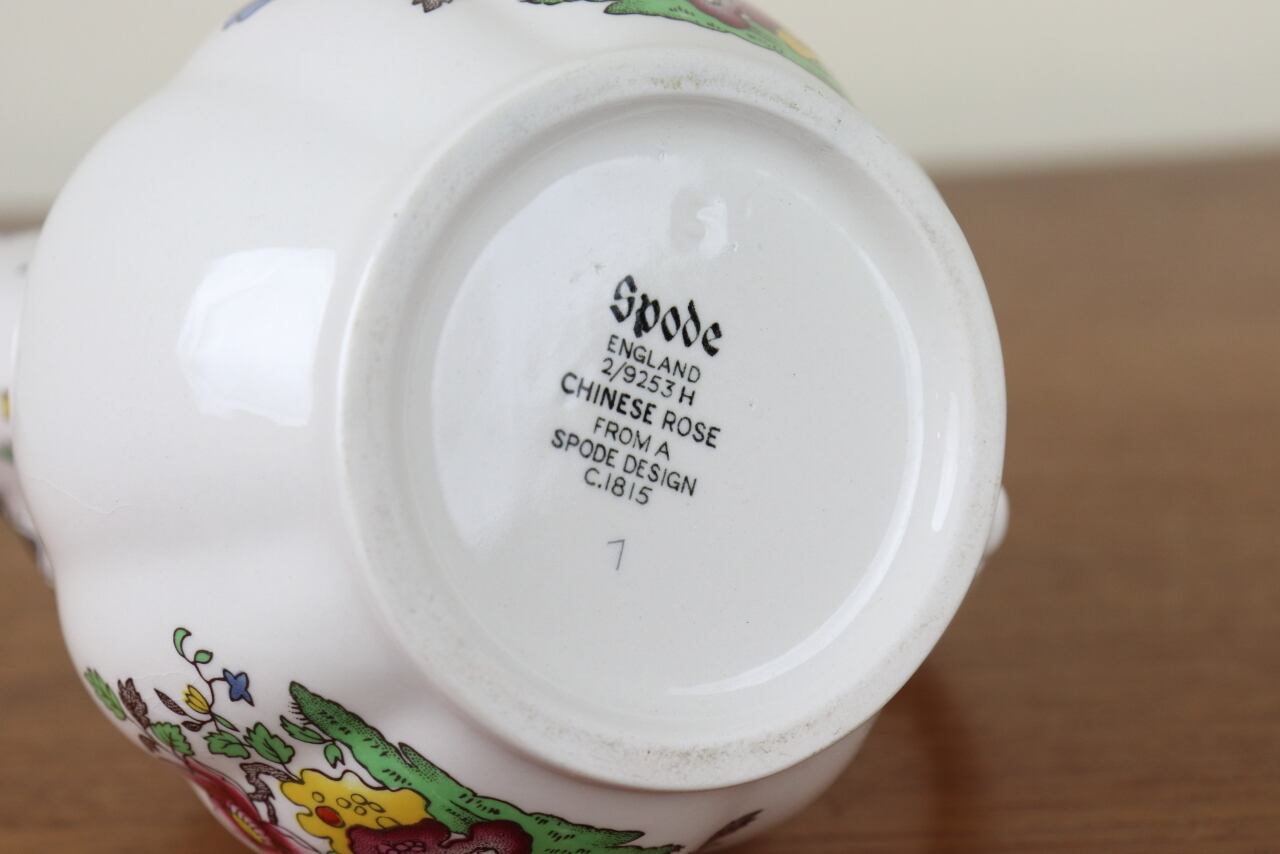 Spode
ENGLAND
2/9253 H
CHINESE ROSE
FROM A
SPODE DESIGN
C.1815
7